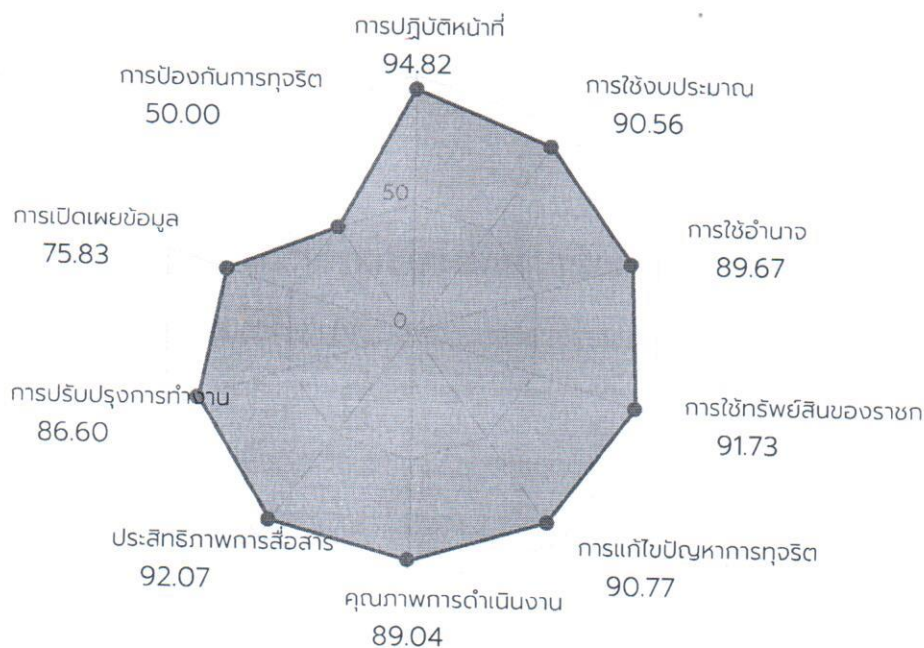 การปฏิบัติหน้าที่
94.82
การใช้งบประมาณ
90.56
การใช้อำนาจ
89.67
การใช้ทรัพย์สินของราชก
91.73
การแก้ไขปัญหาการทุจริต
90.77
คุณภาพการดำเนินงาน
89.04
ประสิทธิภาพการสื่อสาร
92.07
การปรับปรุงการทำงาน
86.60
การเปิดเผยข้อมูล
75.83
การป้องกันการทุจริต
50.00
50
0